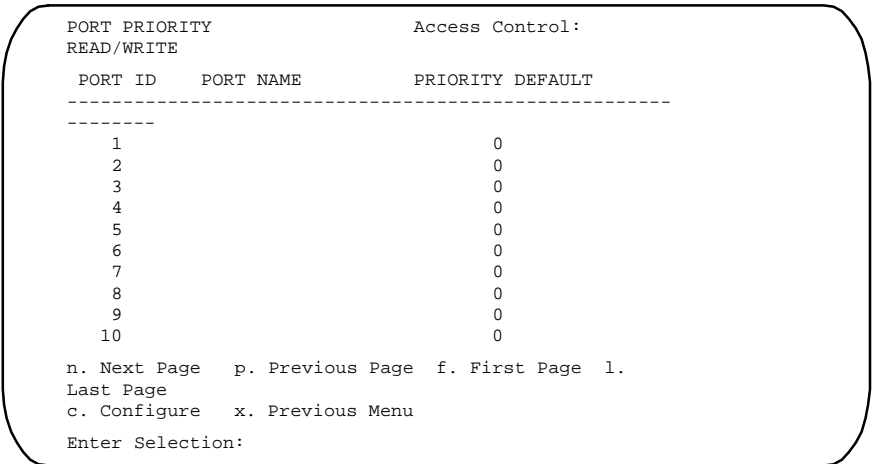 PORT PRIORITY Access Control:
READ/WRITE
PORT ID PORT NAME PRIORITY DEFAULT
-------------------------------------------------------
--------
1 0
2 0
3 0
4 0
5 0
6 0
7 0
8 0
9 0
10 0
n. Next Page p. Previous Page f. First Page l.
Last Page
c. Configure x. Previous Menu
Enter Selection: